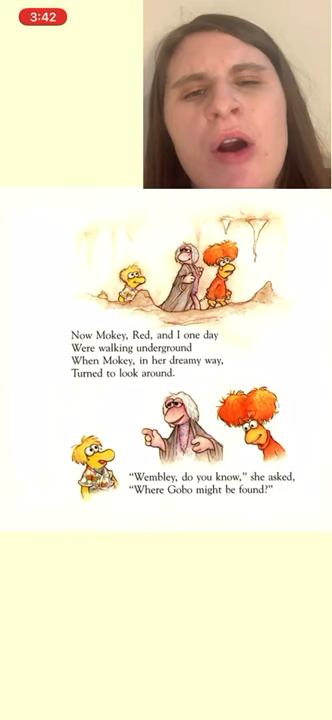 3:42
Now Mokey, Red, and I one day
Were walking underground
When Mokey, in her dreamy way,
Turned to look around.
"Wembley, do you know," she asked,
"Where Gobo might be found?"